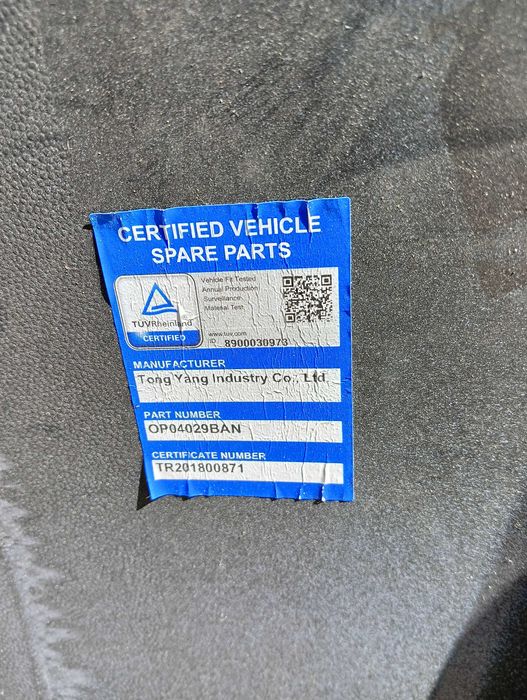 CERTIFIED VEHICLE
SPARE PARTS
TÜVRheinland
CERTIFIED
Vehicle Fit Tested
Annual Production
Surveillance
Material Test
www.tuv.com
ID 8900030973
MANUFACTURER
Tong Yang Industry Co., Ltd.
PART NUMBER
OP04029BAN
CERTIFICATE NUMBER
TR201800871